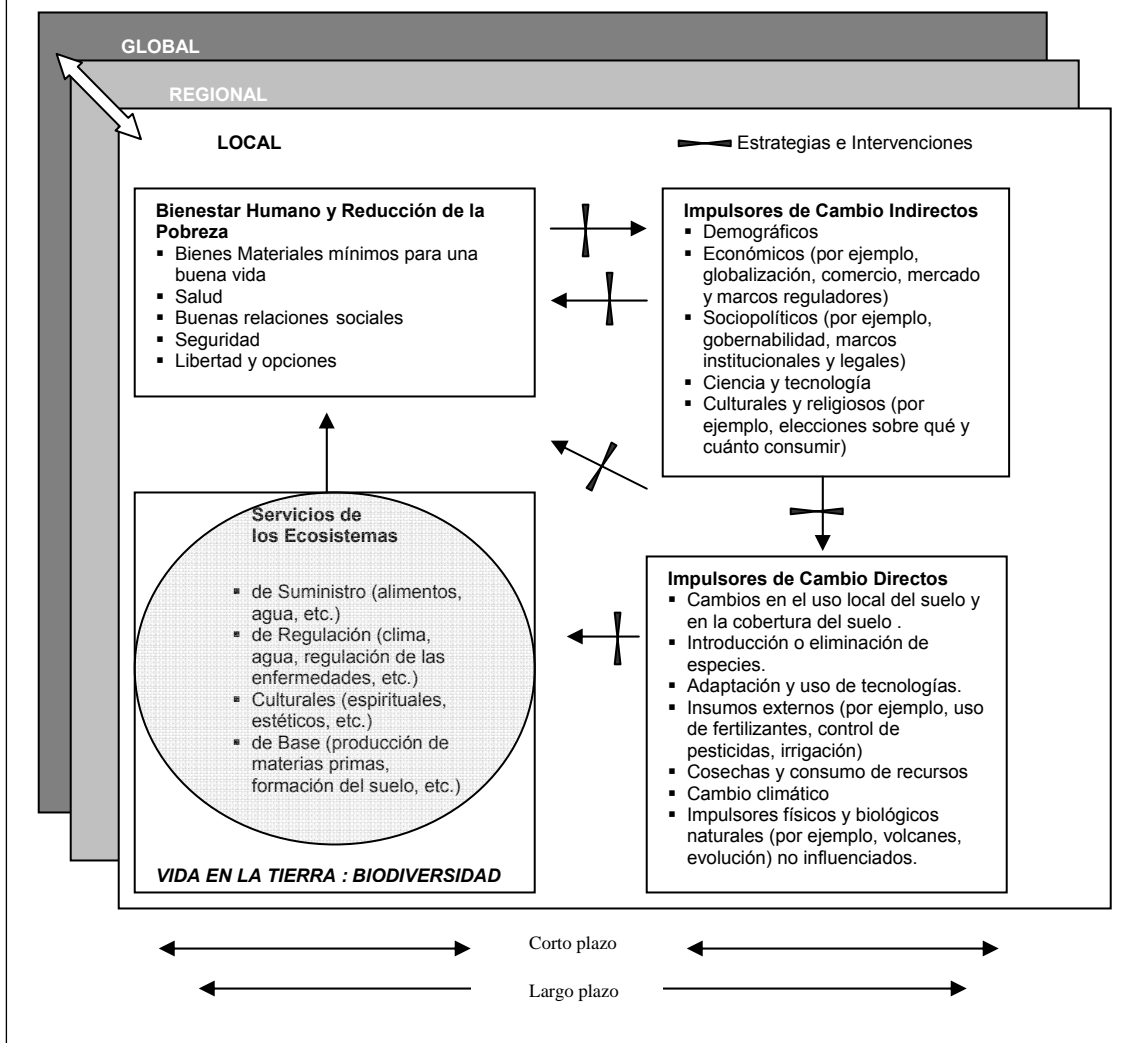 GLOBAL
REGIONAL
LOCAL
Estrategias e Intervenciones
Bienestar Humano y Reducción de la
Pobreza
▪ Bienes Materiales mínimos para una
buena vida
▪ Salud
▪ Buenas relaciones sociales
▪ Seguridad
▪ Libertad y opciones
Impulsores de Cambio Indirectos
▪ Demográficos
▪ Económicos (por ejemplo,
globalización, comercio, mercado
y marcos reguladores)
▪ Sociopolíticos (por ejemplo,
gobernabilidad, marcos
institucionales y legales)
▪ Ciencia y tecnología
▪ Culturales y religiosos (por
ejemplo, elecciones sobre qué y
cuánto consumir)
Servicios de
los Ecosistemas
▪ de Suministro (alimentos,
agua, etc.)
▪ de Regulación (clima,
agua, regulación de las
enfermedades, etc.)
▪ Culturales (espirituales,
estéticos, etc.)
▪ de Base (producción de
materias primas,
formación del suelo, etc.)
VIDA EN LA TIERRA : BIODIVERSIDAD
Impulsores de Cambio Directos
▪ Cambios en el uso local del suelo y
en la cobertura del suelo .
▪ Introducción o eliminación de
especies.
▪ Adaptación y uso de tecnologías.
▪ Insumos externos (por ejemplo, uso
de fertilizantes, control de
pesticidas, irrigación)
▪ Cosechas y consumo de recursos
▪ Cambio climático
▪ Impulsores físicos y biológicos
naturales (por ejemplo, volcanes,
evolución) no influenciados.
Corto plazo
Largo plazo